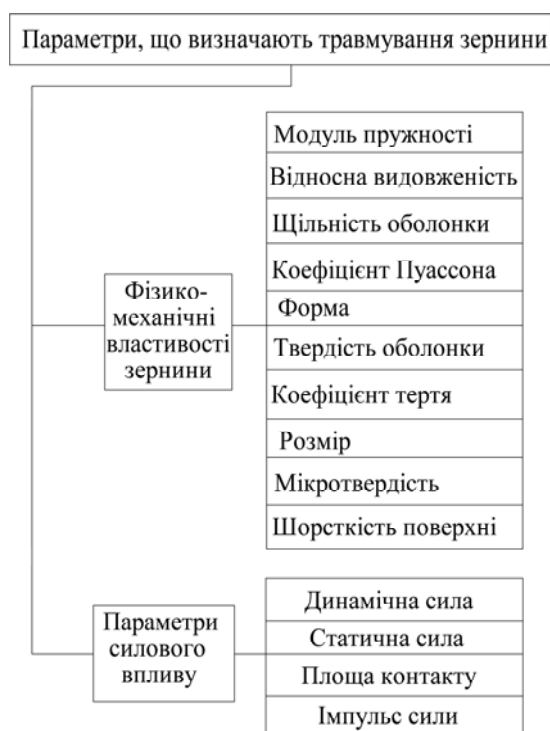 Параметри, що визначають травмування зернини
Модуль пружності
Відносна видовженість
Щільність оболонки
Коефіцієнт Пуассона
Форма
Твердість оболонки
Коефіцієнт тертя
Розмір
Мікротвердість
Шорсткість поверхні
Фізико-
механічні
властивості
зернини
Динамічна сила
Статична сила
Площа контакту
Імпульс сили
Параметри
силового
впливу